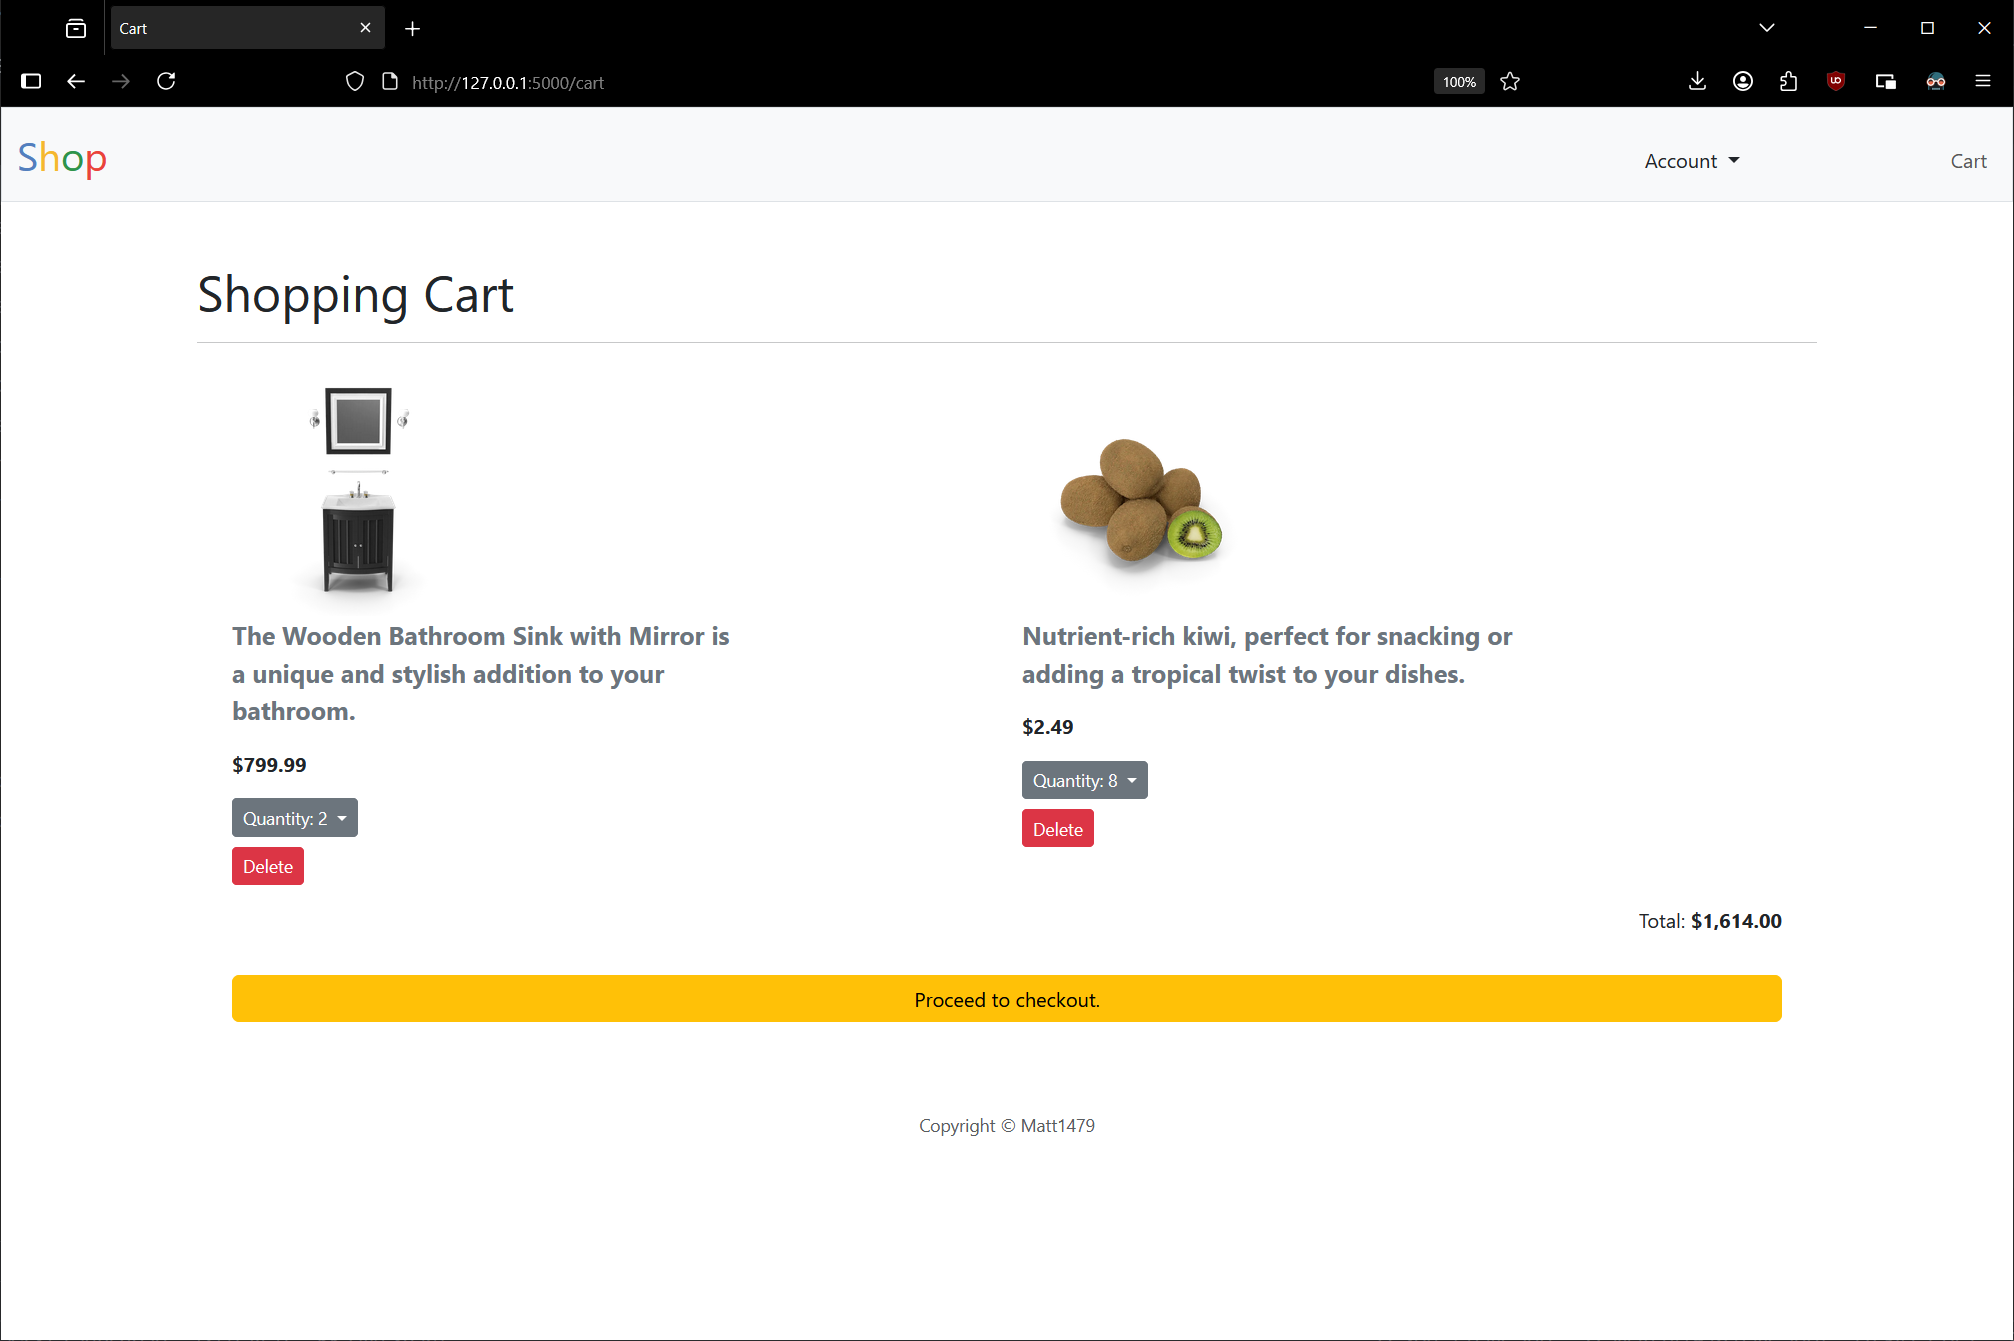 Cart
http://127.0.0.1:5000/cart
100%
Shop
Account
Cart
Shopping Cart
The Wooden Bathroom Sink with Mirror is
a unique and stylish addition to your
bathroom.
$799.99
Quantity: 2
Delete
Nutrient-rich kiwi, perfect for snacking or
adding a tropical twist to your dishes.
$2.49
Quantity: 8
Delete
Total: $1,614.00
Proceed to checkout.
Copyright © Matt1479